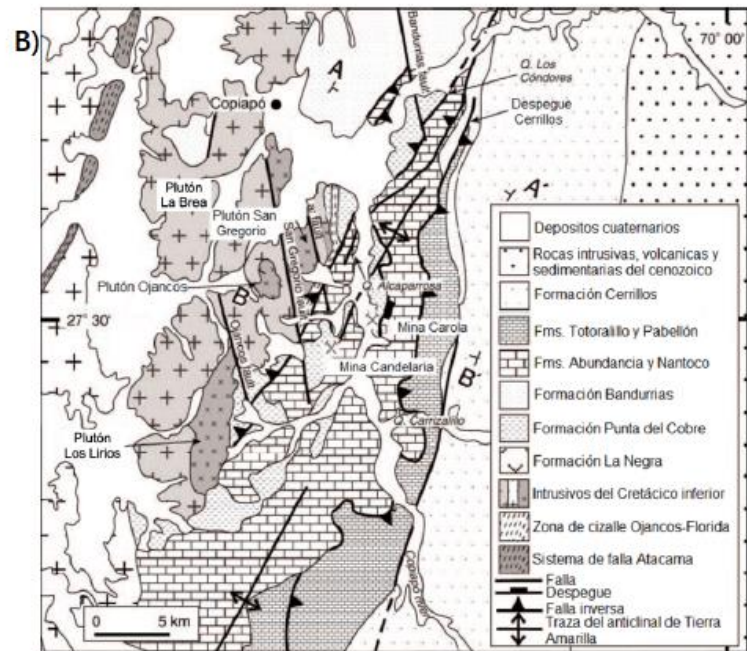 B)
70° 00'
Bandurrias fault
A
Q. Los
Cóndores
Copiapó
Despegue
Cerrillos
Plutón
La Brea
A'
Plutón San
Gregorio
Plutón Ojancos
San Gregorio fault
B
Q. Alcaparrosa
27° 30'
Ojancos fault
Mina Carola
Mina Candelaria
B'
Q. Carrizalillo
Plutón
Los Lirios
Copiapó river
0 5 km
Depositos cuaternarios
Rocas intrusivas, volcanicas y
sedimentarias del cenozoico
Formación Cerrillos
Fms. Totoralillo y Pabellón
Fms. Abundancia y Nantoco
Formación Bandurrias
Formación Punta del Cobre
Formación La Negra
Intrusivos del Cretácico inferior
Zona de cizalle Ojancos-Florida
Sistema de falla Atacama
Falla
Despegue
Falla inversa
Traza del anticlinal de Tierra
Amarilla